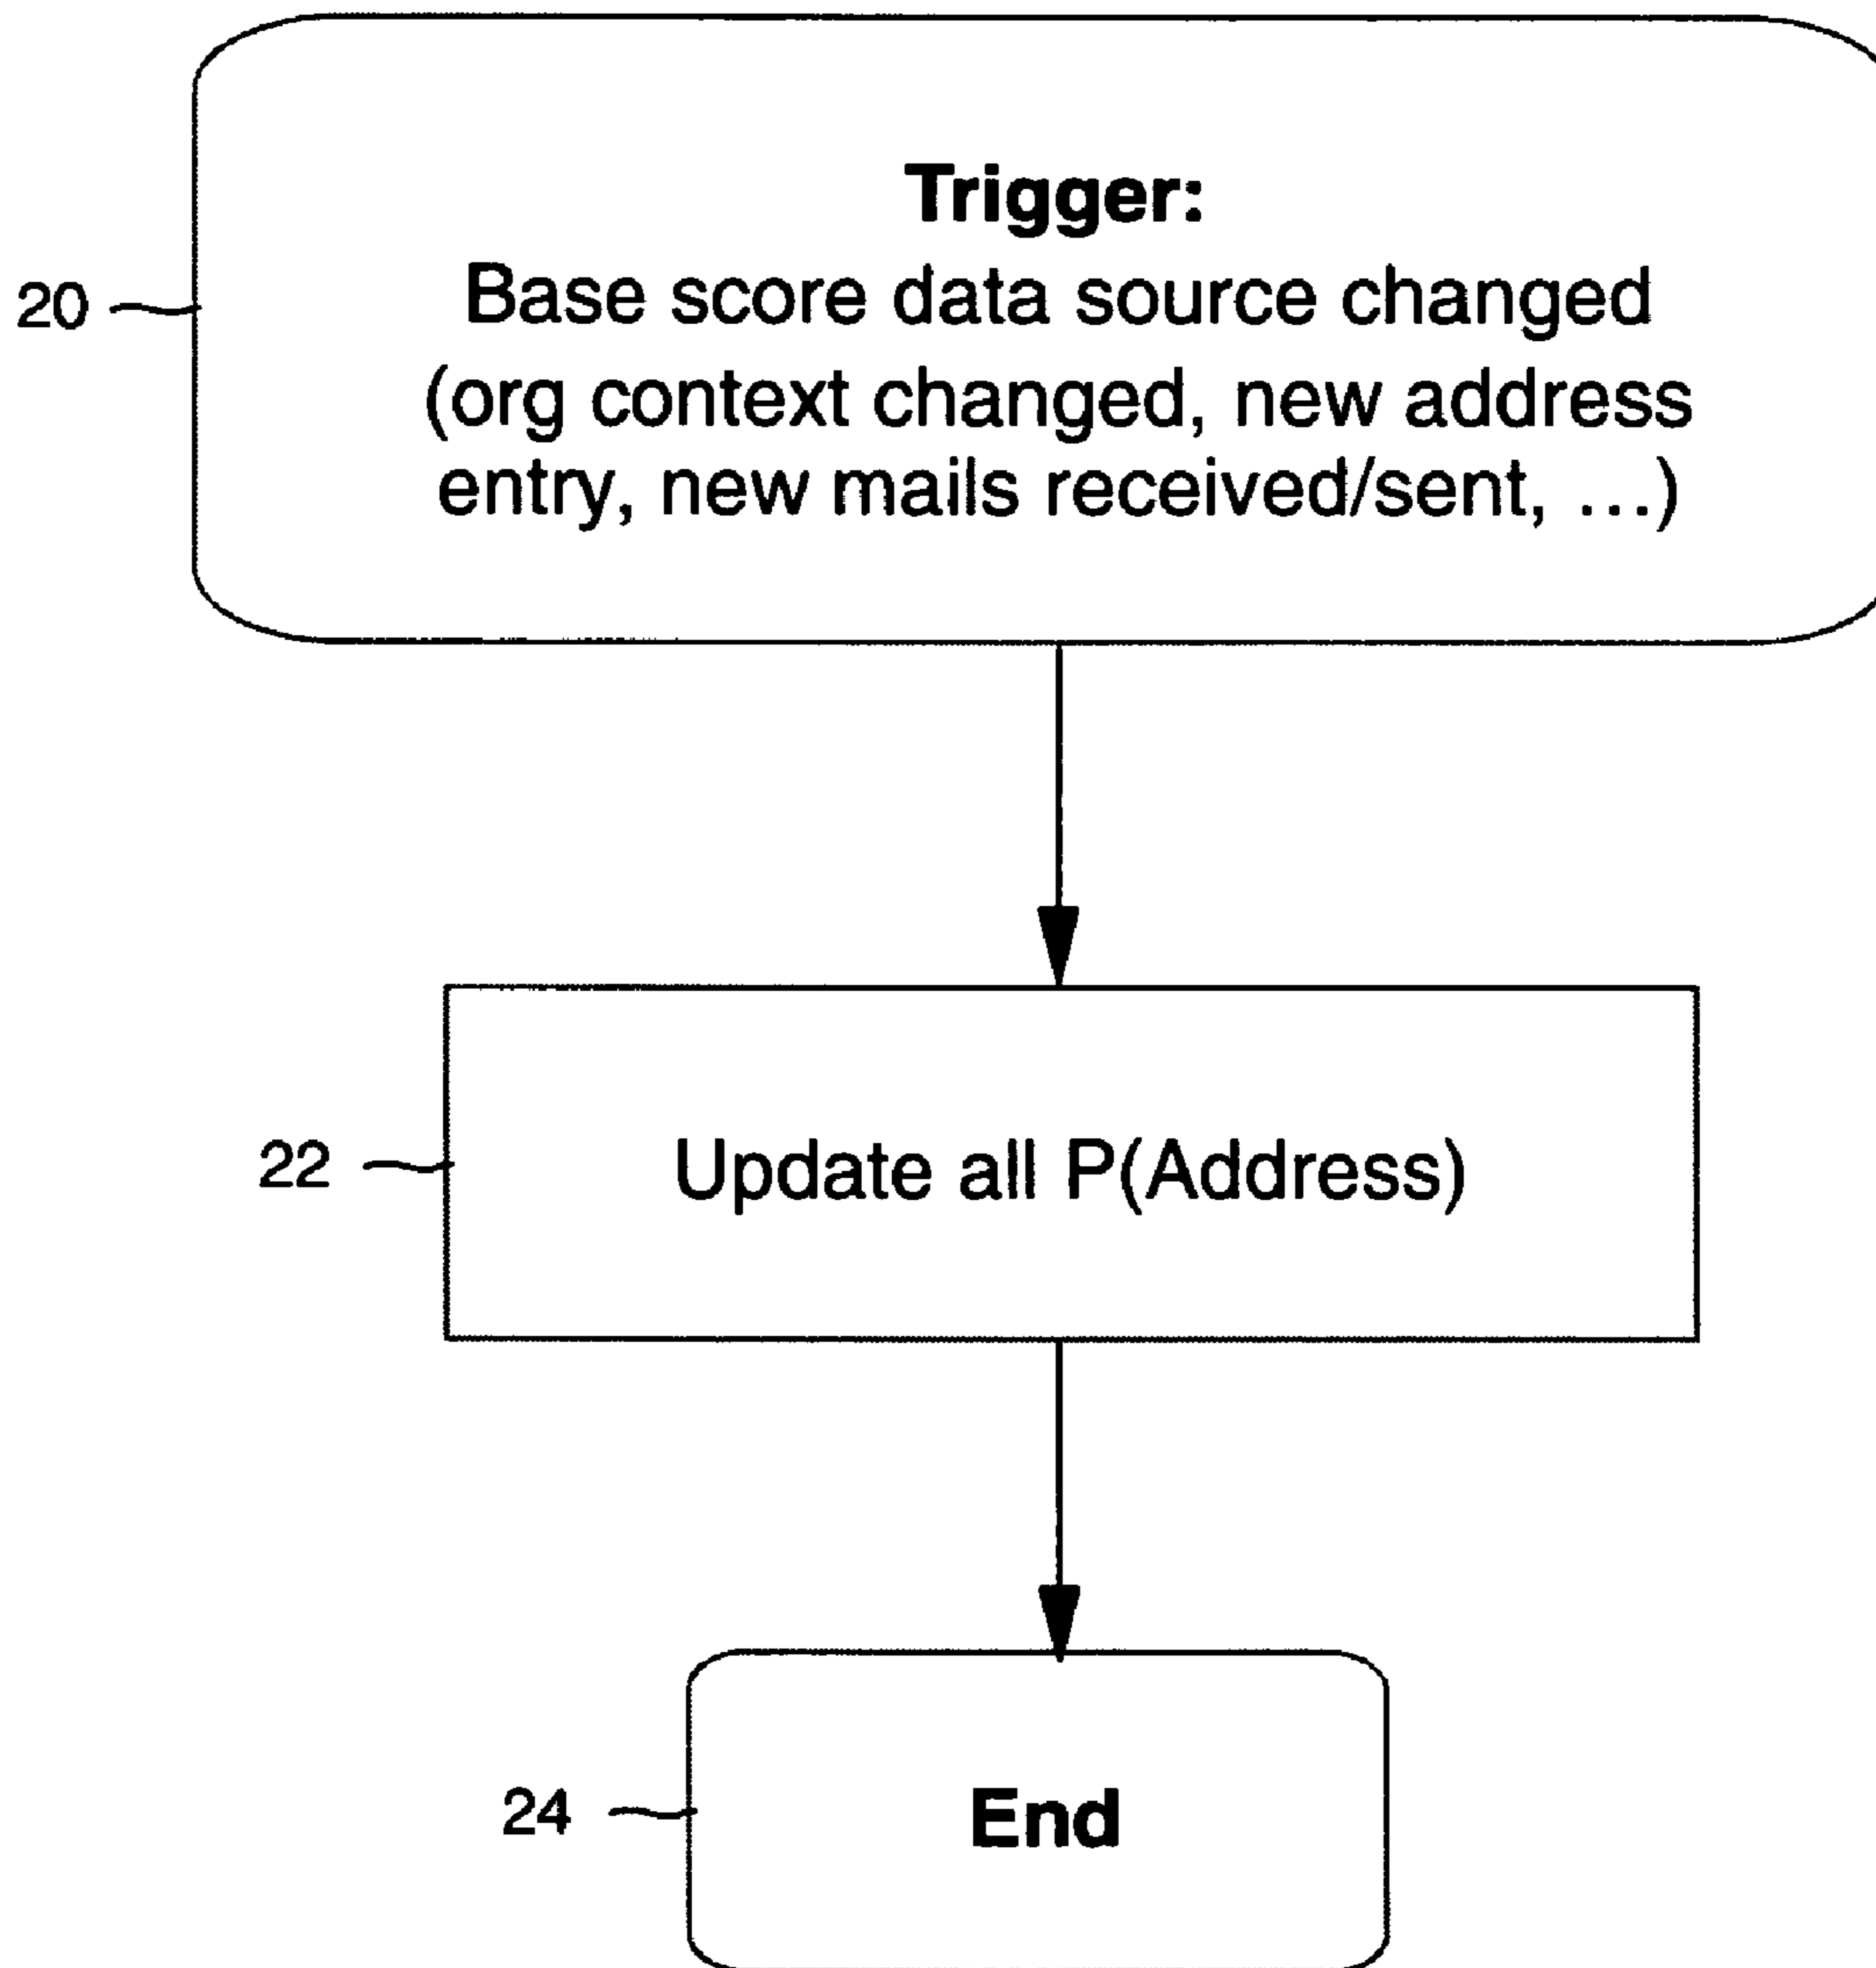 Trigger:
20
Base score data source changed
(org context changed, new address
entry, new mails received/sent, ...)
22
Update all P(Address)
24
End